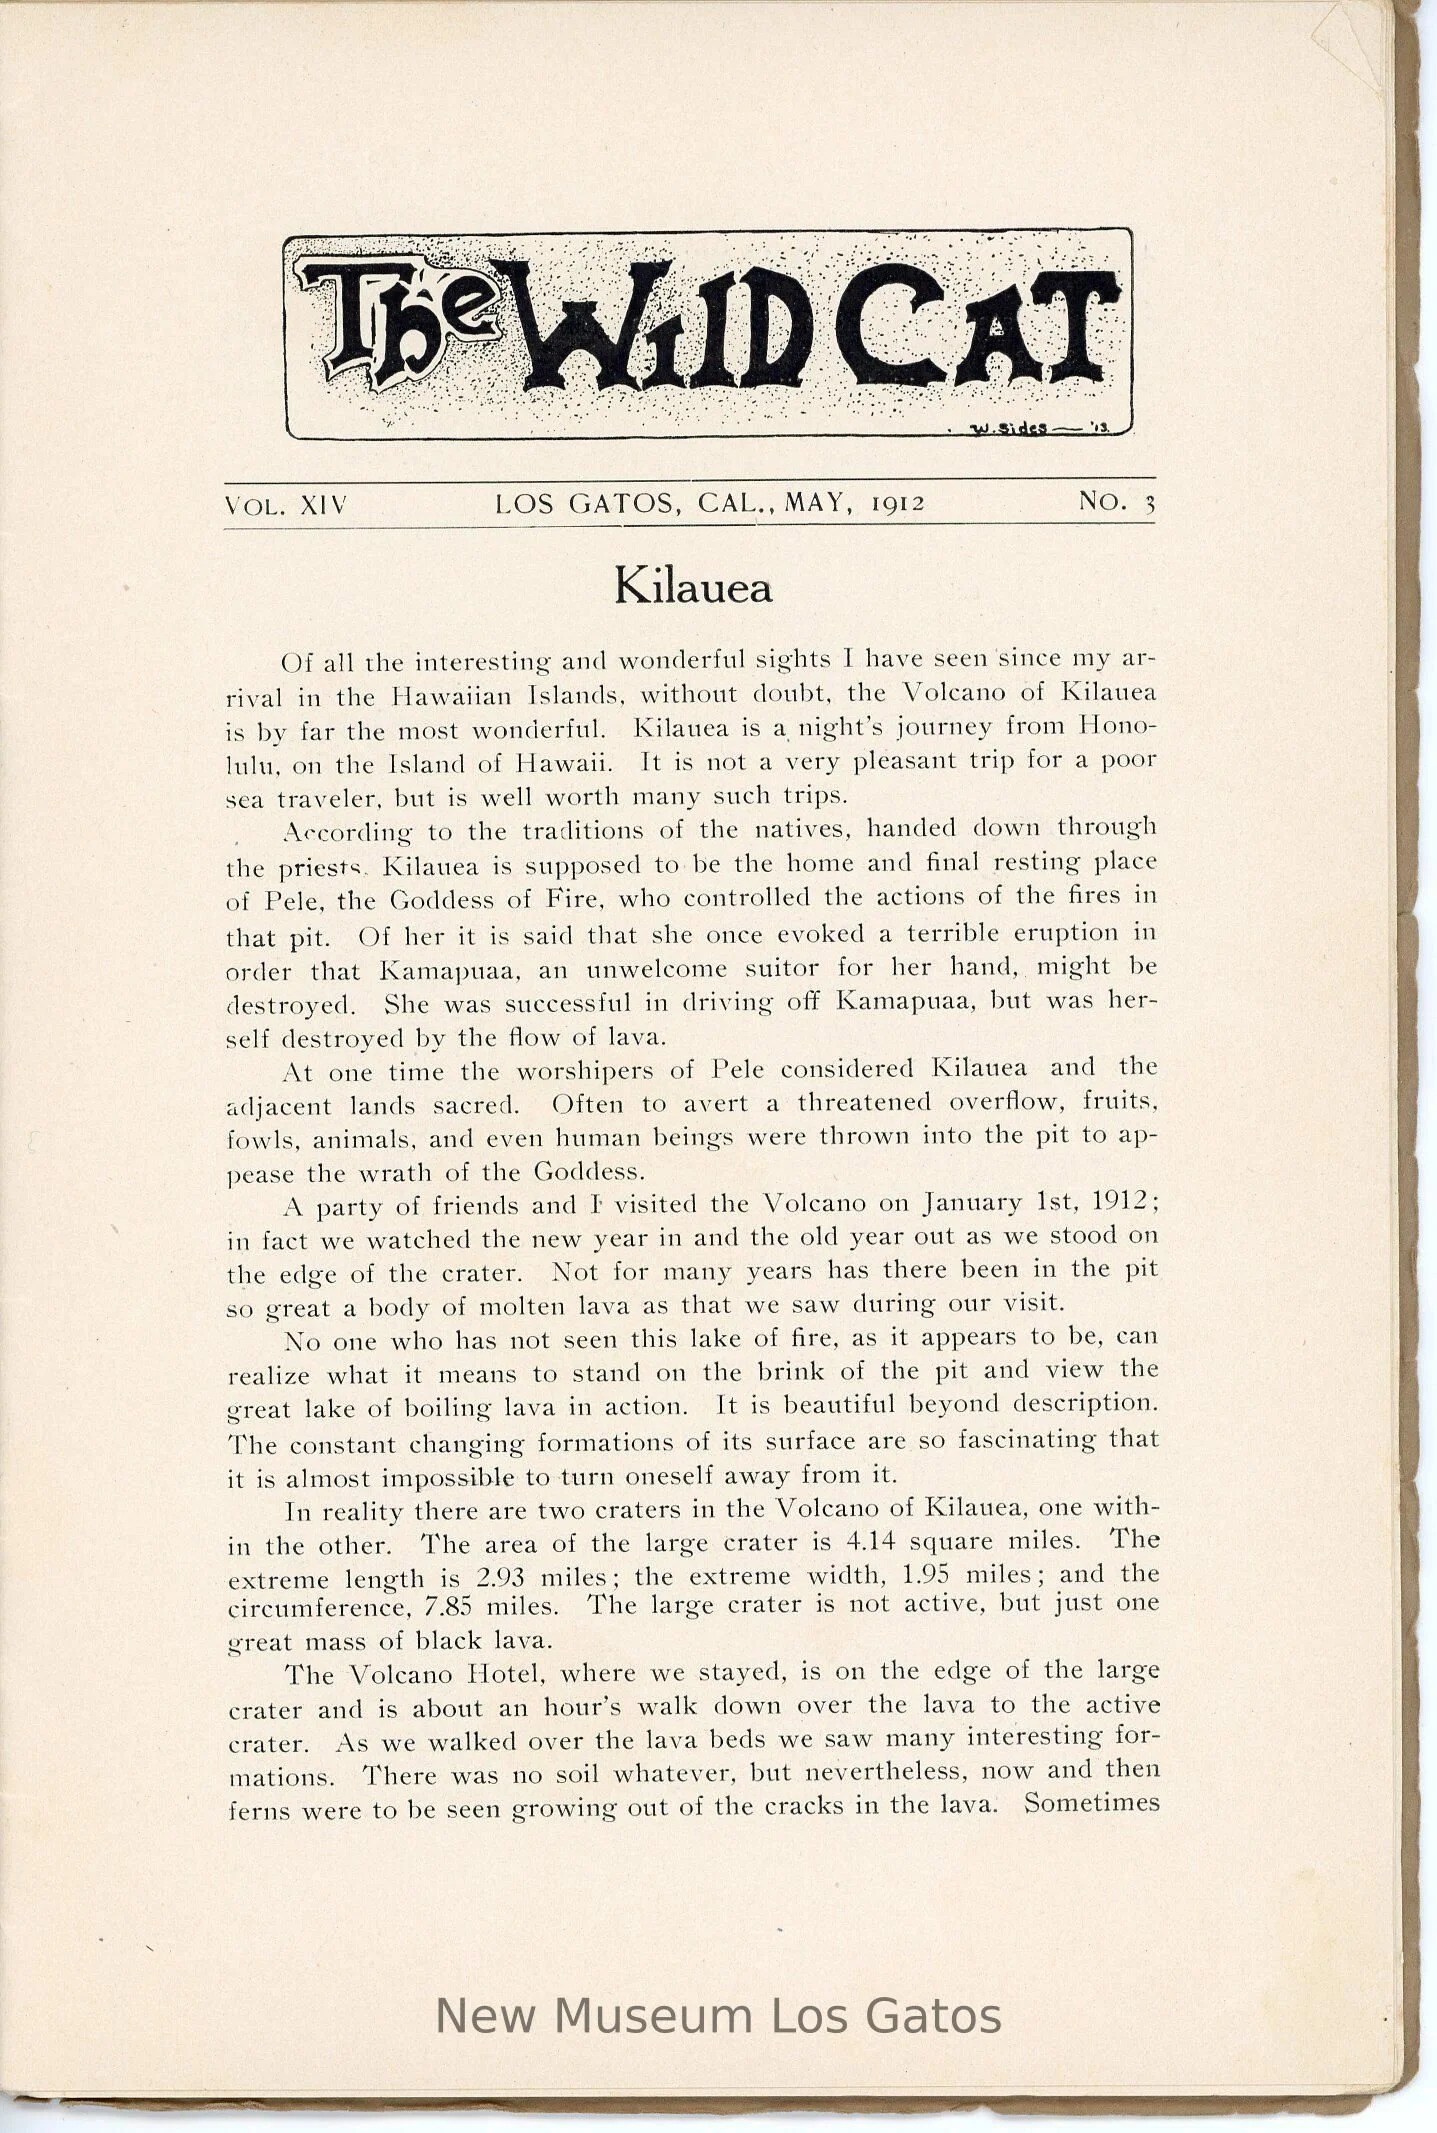 The WildCat
W. Sides — '13
VOL. XIV LOS GATOS, CAL., MAY, 1912 NO. 3
Kilauea
Of all the interesting and wonderful sights I have seen since my ar-
rival in the Hawaiian Islands, without doubt, the Volcano of Kilauea
is by far the most wonderful. Kilauea is a night's journey from Hono-
lulu, on the Island of Hawaii. It is not a very pleasant trip for a poor
sea traveler, but is well worth many such trips.
According to the traditions of the natives, handed down through
the priests, Kilauea is supposed to be the home and final resting place
of Pele, the Goddess of Fire, who controlled the actions of the fires in
that pit. Of her it is said that she once evoked a terrible eruption in
order that Kamapuaa, an unwelcome suitor for her hand, might be
destroyed. She was successful in driving off Kamapuaa, but was her-
self destroyed by the flow of lava.
At one time the worshipers of Pele considered Kilauea and the
adjacent lands sacred. Often to avert a threatened overflow, fruits,
fowls, animals, and even human beings were thrown into the pit to ap-
pease the wrath of the Goddess.
A party of friends and I visited the Volcano on January 1st, 1912;
in fact we watched the new year in and the old year out as we stood on
the edge of the crater. Not for many years has there been in the pit
so great a body of molten lava as that we saw during our visit.
No one who has not seen this lake of fire, as it appears to be, can
realize what it means to stand on the brink of the pit and view the
great lake of boiling lava in action. It is beautiful beyond description.
The constant changing formations of its surface are so fascinating that
it is almost impossible to turn oneself away from it.
In reality there are two craters in the Volcano of Kilauea, one with-
in the other. The area of the large crater is 4.14 square miles. The
extreme length is 2.93 miles; the extreme width, 1.95 miles; and the
circumference, 7.85 miles. The large crater is not active, but just one
great mass of black lava.
The Volcano Hotel, where we stayed, is on the edge of the large
crater and is about an hour's walk down over the lava to the active
crater. As we walked over the lava beds we saw many interesting for-
mations. There was no soil whatever, but nevertheless, now and then
ferns were to be seen growing out of the cracks in the lava. Sometimes
New Museum Los Gatos